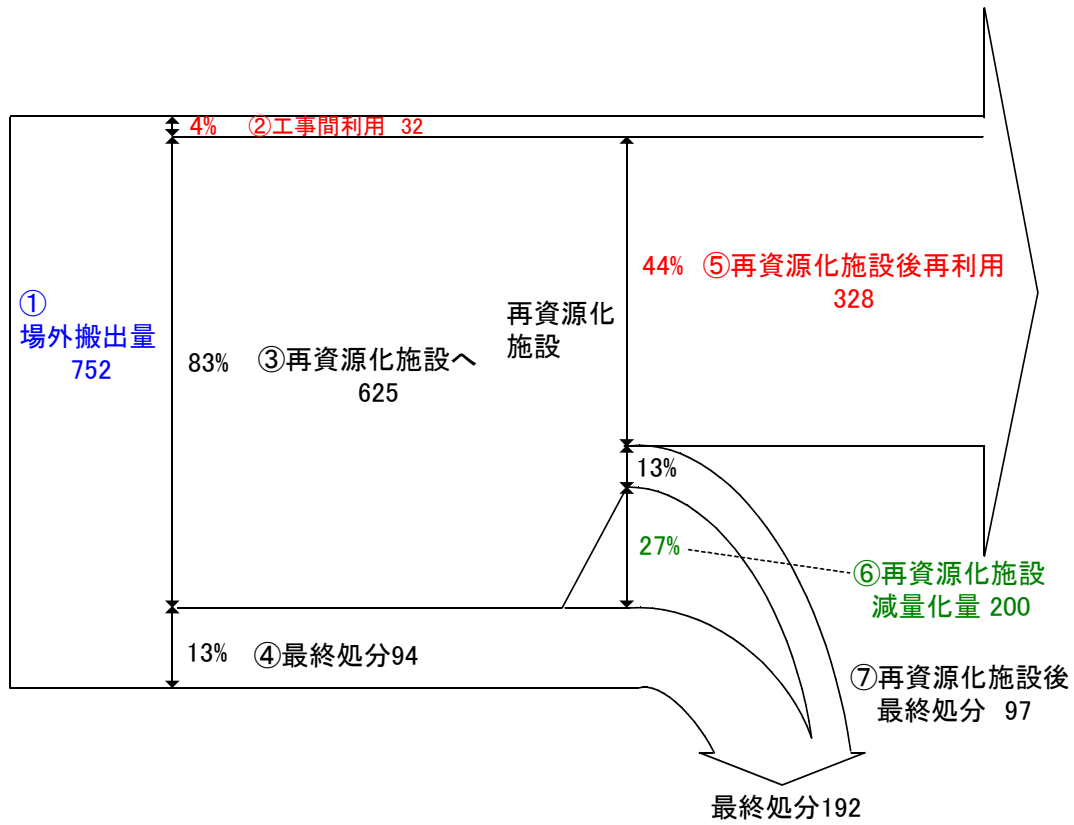 4% ②工事間利用 32
①
場外搬出量
752
83% ③再資源化施設へ
625
再資源化
施設
44% ⑤再資源化施設後再利用
328
13%
27%
⑥再資源化施設
減量化量 200
13% ④最終処分94
⑦再資源化施設後
最終処分 97
最終処分192